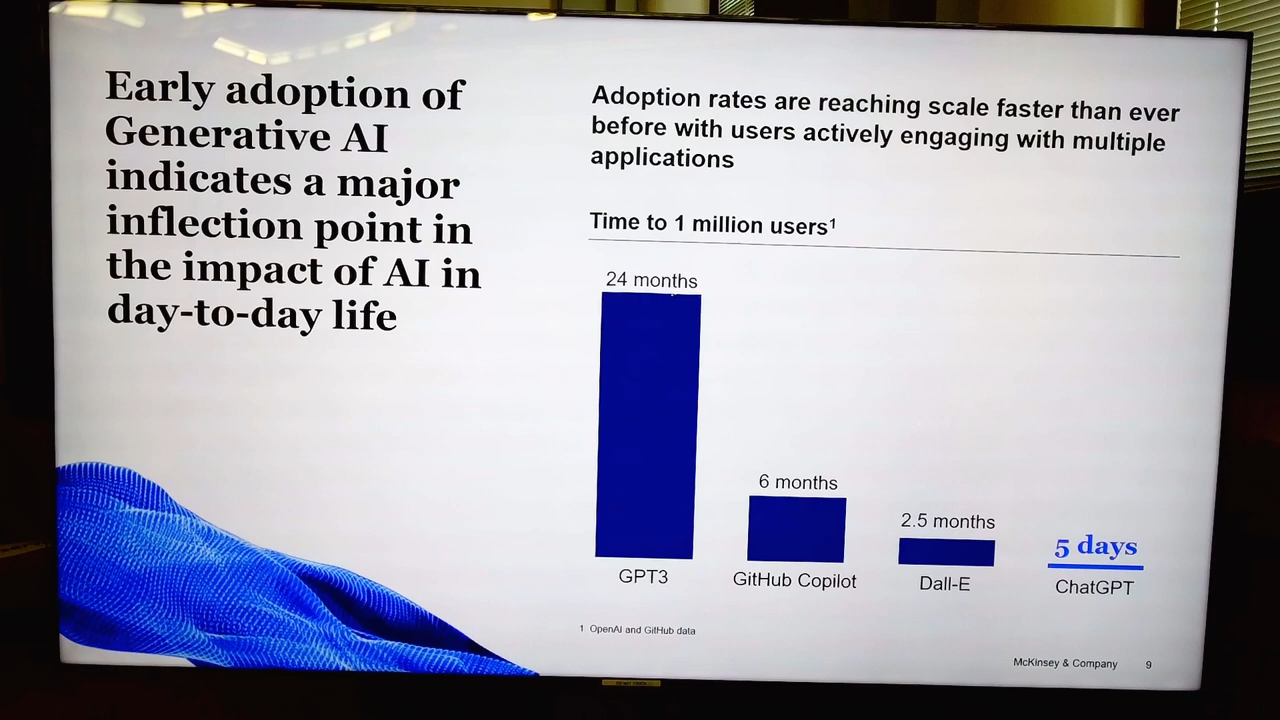 Early adoption of
Generative AI
indicates a major
inflection point in
the impact of AI in
day-to-day life
Adoption rates are reaching scale faster than ever
before with users actively engaging with multiple
applications
Time to 1 million users¹
24 months
6 months
2.5 months
5 days
GPT3
GitHub Copilot
Dall-E
ChatGPT
1 OpenAI and GitHub data
McKinsey & Company 9